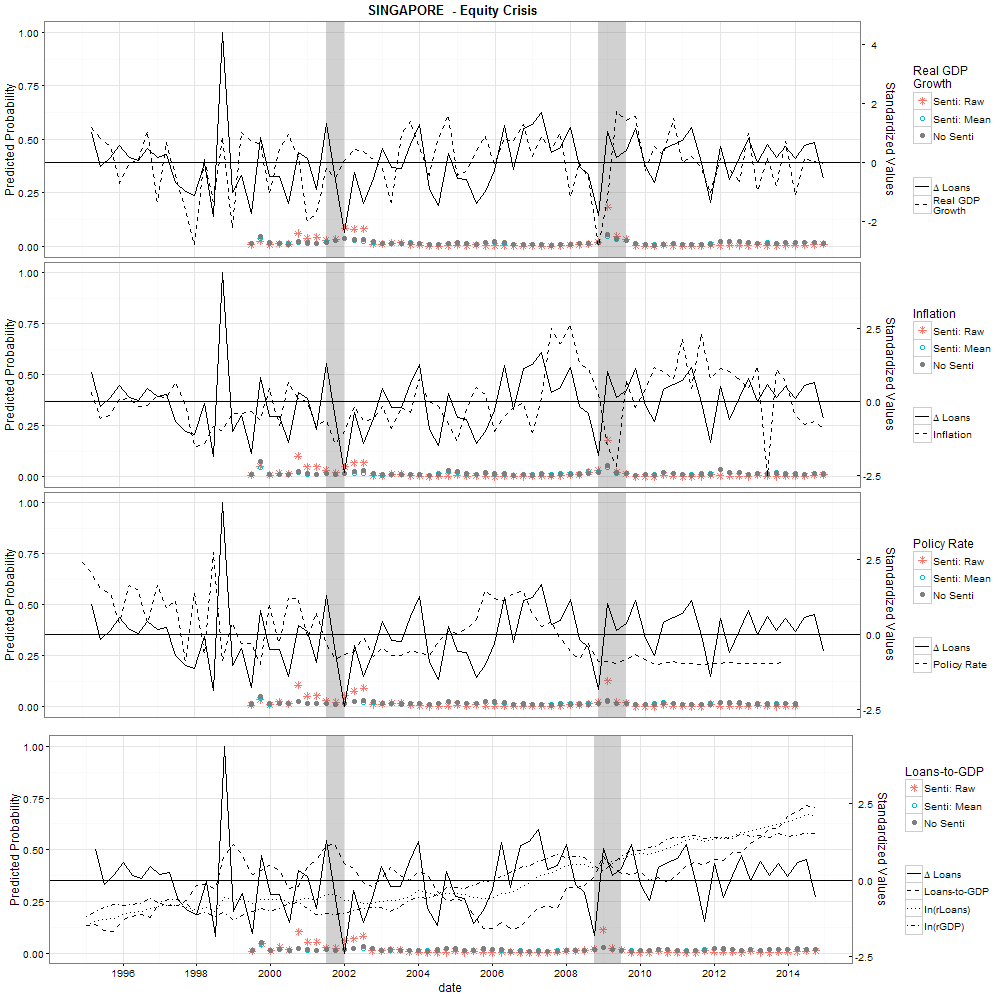 SINGAPORE - Equity Crisis
Predicted Probability
1.00
0.75
0.50
0.25
0.00
4
2
0
-2
Standardized Values
Real GDP
Growth
Senti: Raw
Senti: Mean
No Senti
Δ Loans
Real GDP
Growth
Predicted Probability
1.00
0.75
0.50
0.25
0.00
2.5
0.0
-2.5
Standardized Values
Inflation
Senti: Raw
Senti: Mean
No Senti
Δ Loans
Inflation
Predicted Probability
1.00
0.75
0.50
0.25
0.00
2.5
0.0
-2.5
Standardized Values
Policy Rate
Senti: Raw
Senti: Mean
No Senti
Δ Loans
Policy Rate
Predicted Probability
1.00
0.75
0.50
0.25
0.00
2.5
0.0
-2.5
Standardized Values
Loans-to-GDP
Senti: Raw
Senti: Mean
No Senti
Δ Loans
Loans-to-GDP
ln(rLoans)
ln(rGDP)
1996 1998 2000 2002 2004 2006 2008 2010 2012 2014
date